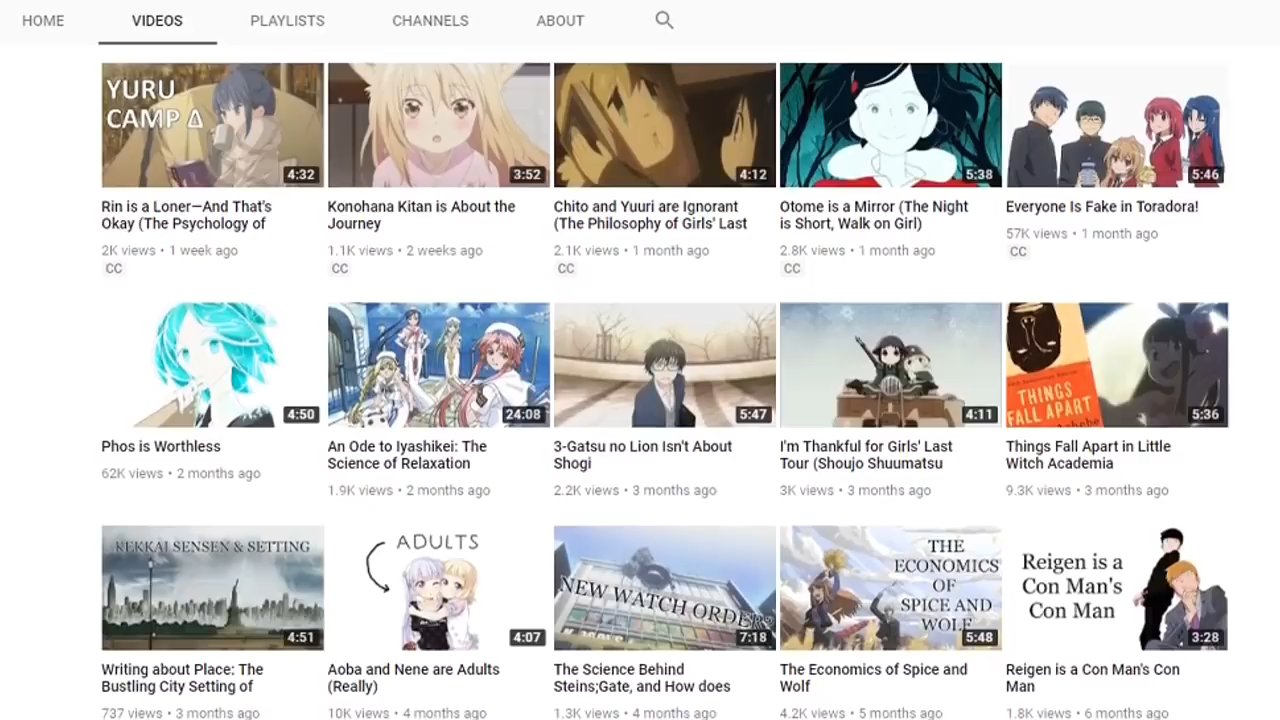 HOME VIDEOS PLAYLISTS CHANNELS ABOUT
YURU
CAMP Δ
4:32
3:52
4:12
5:38
5:46
Rin is a Loner—And That's
Okay (The Psychology of
2K views • 1 week ago
CC
Konohana Kitan is About the
Journey
1.1K views • 2 weeks ago
CC
Chito and Yuuri are Ignorant
(The Philosophy of Girls' Last
2.1K views • 1 month ago
CC
Otome is a Mirror (The Night
is Short, Walk on Girl)
2.8K views • 1 month ago
CC
Everyone Is Fake in Toradora!
57K views • 1 month ago
CC
4:50
24:08
5:47
4:11
THINGS
FALL APART
5:36
Phos is Worthless
62K views • 2 months ago
An Ode to Iyashikei: The
Science of Relaxation
1.9K views • 2 months ago
3-Gatsu no Lion Isn't About
Shogi
2.2K views • 3 months ago
I'm Thankful for Girls' Last
Tour (Shoujo Shuumatsu
3K views • 3 months ago
Things Fall Apart in Little
Witch Academia
9.3K views • 3 months ago
KEKKAI SENSEN & SETTING
4:51
ADULTS
4:07
NEW WATCH ORDER
7:18
THE
ECONOMICS
OF
SPICE AND
WOLF
5:48
Reigen is a
Con Man's
Con Man
3:28
Writing about Place: The
Bustling City Setting of
737 views • 3 months ago
Aoba and Nene are Adults
(Really)
10K views • 4 months ago
The Science Behind
Steins;Gate, and How does
1.3K views • 4 months ago
The Economics of Spice and
Wolf
4.2K views • 5 months ago
Reigen is a Con Man's Con
Man
1.8K views • 6 months ago